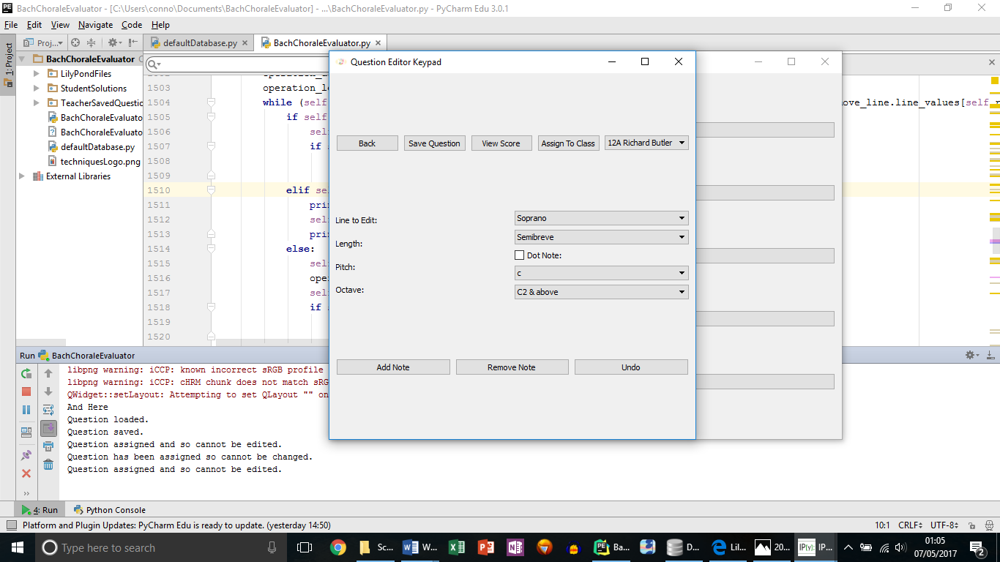 BachChoraleEvaluator - [C:\Users\conno\Documents\BachChoraleEvaluator] - ...\BachChoraleEvaluator.py - PyCharm Edu 3.0.1
File Edit View Navigate Code Help
1: Project
Proj...
defaultDatabase.py
BachChoraleEvaluator.py
BachChoraleEvaluator
LilyPondFiles
StudentSolutions
TeacherSavedQuestio
BachChoraleEvaluato
BachChoraleEvaluato
defaultDatabase.py
techniquesLogo.png
External Libraries
1503 operation_l
1504 while (self ove_line.line_values[self
1505 if self
1506 sel
1507 if s
1508
1509
1510 elif se
1511 prin
1512 sel
1513 prin
1514 else:
1515 sel
1516 oper
1517 sel
1518 if s
1519
1520
Question Editor Keypad
Back Save Question View Score Assign To Class 12A Richard Butler
Line to Edit: Soprano
Length: Semibreve
Dot Note:
Pitch: c
Octave: C2 & above
Add Note Remove Note Undo
Run BachChoraleEvaluator
libpng warning: iCCP: known incorrect sRGB profile
libpng warning: iCCP: cHRM chunk does not match sRG
QWidget::setLayout: Attempting to set QLayout "" on
And Here
Question loaded.
Question saved.
Question assigned and so cannot be edited.
Question has been assigned so cannot be changed.
Question assigned and so cannot be edited.
4: Run Python Console
Platform and Plugin Updates: PyCharm Edu is ready to update. (yesterday 14:50) 10:1 CRLF UTF-8
Type here to search
Sc... W... Ba... D... Lil... 20... IP(y): IP...
01:05
07/05/2017
2